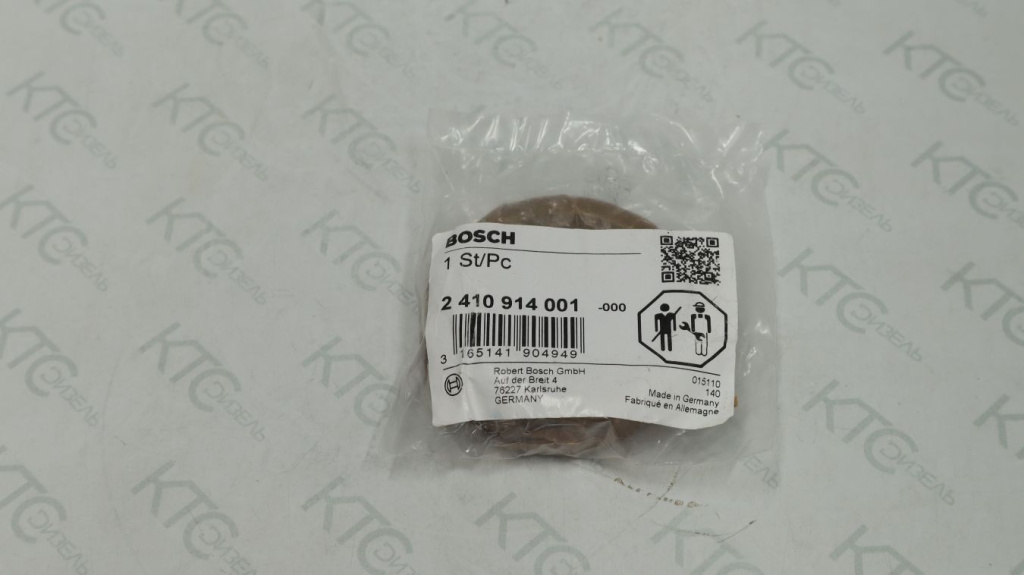 BOSCH
1 St/Pc
2 410 914 001 -000
3 165141 904949
Robert Bosch GmbH
Auf der Breit 4
76227 Karlsruhe
GERMANY
015110
140
Made in Germany
Fabriqué en Allemagne
КТС ДИЗЕЛЬ